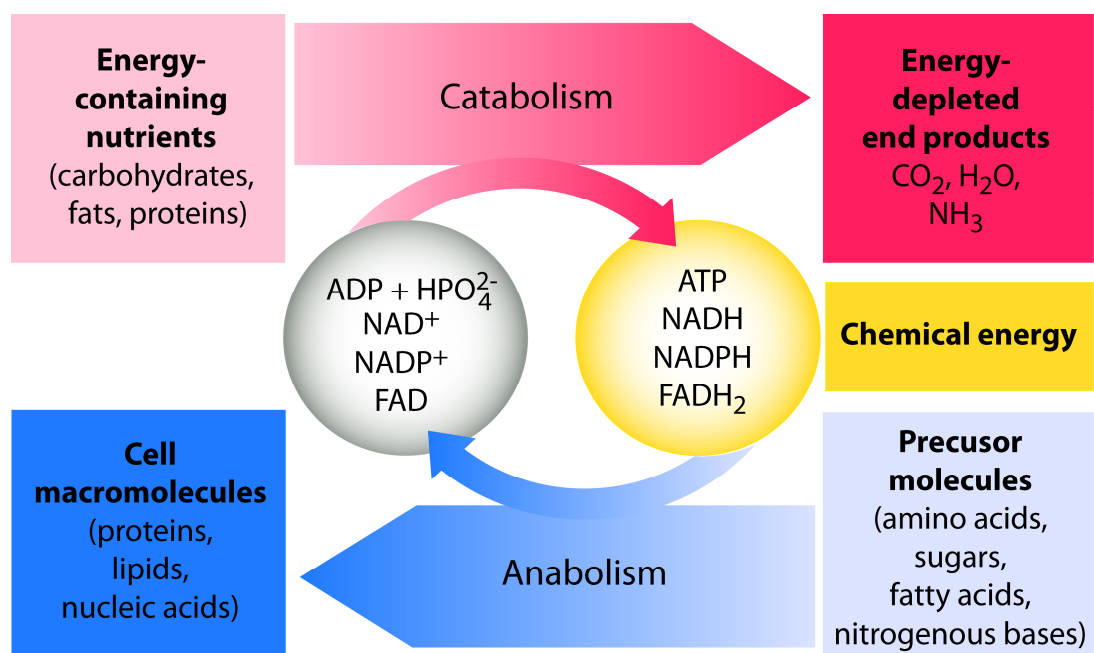 Energy-
containing
nutrients
(carbohydrates,
fats, proteins)
Catabolism
Energy-
depleted
end products
CO₂, H₂O,
NH₃
ADP + HPO₄²⁻
NAD⁺
NADP⁺
FAD
ATP
NADH
NADPH
FADH₂
Chemical energy
Cell
macromolecules
(proteins,
lipids,
nucleic acids)
Anabolism
Precusor
molecules
(amino acids,
sugars,
fatty acids,
nitrogenous bases)